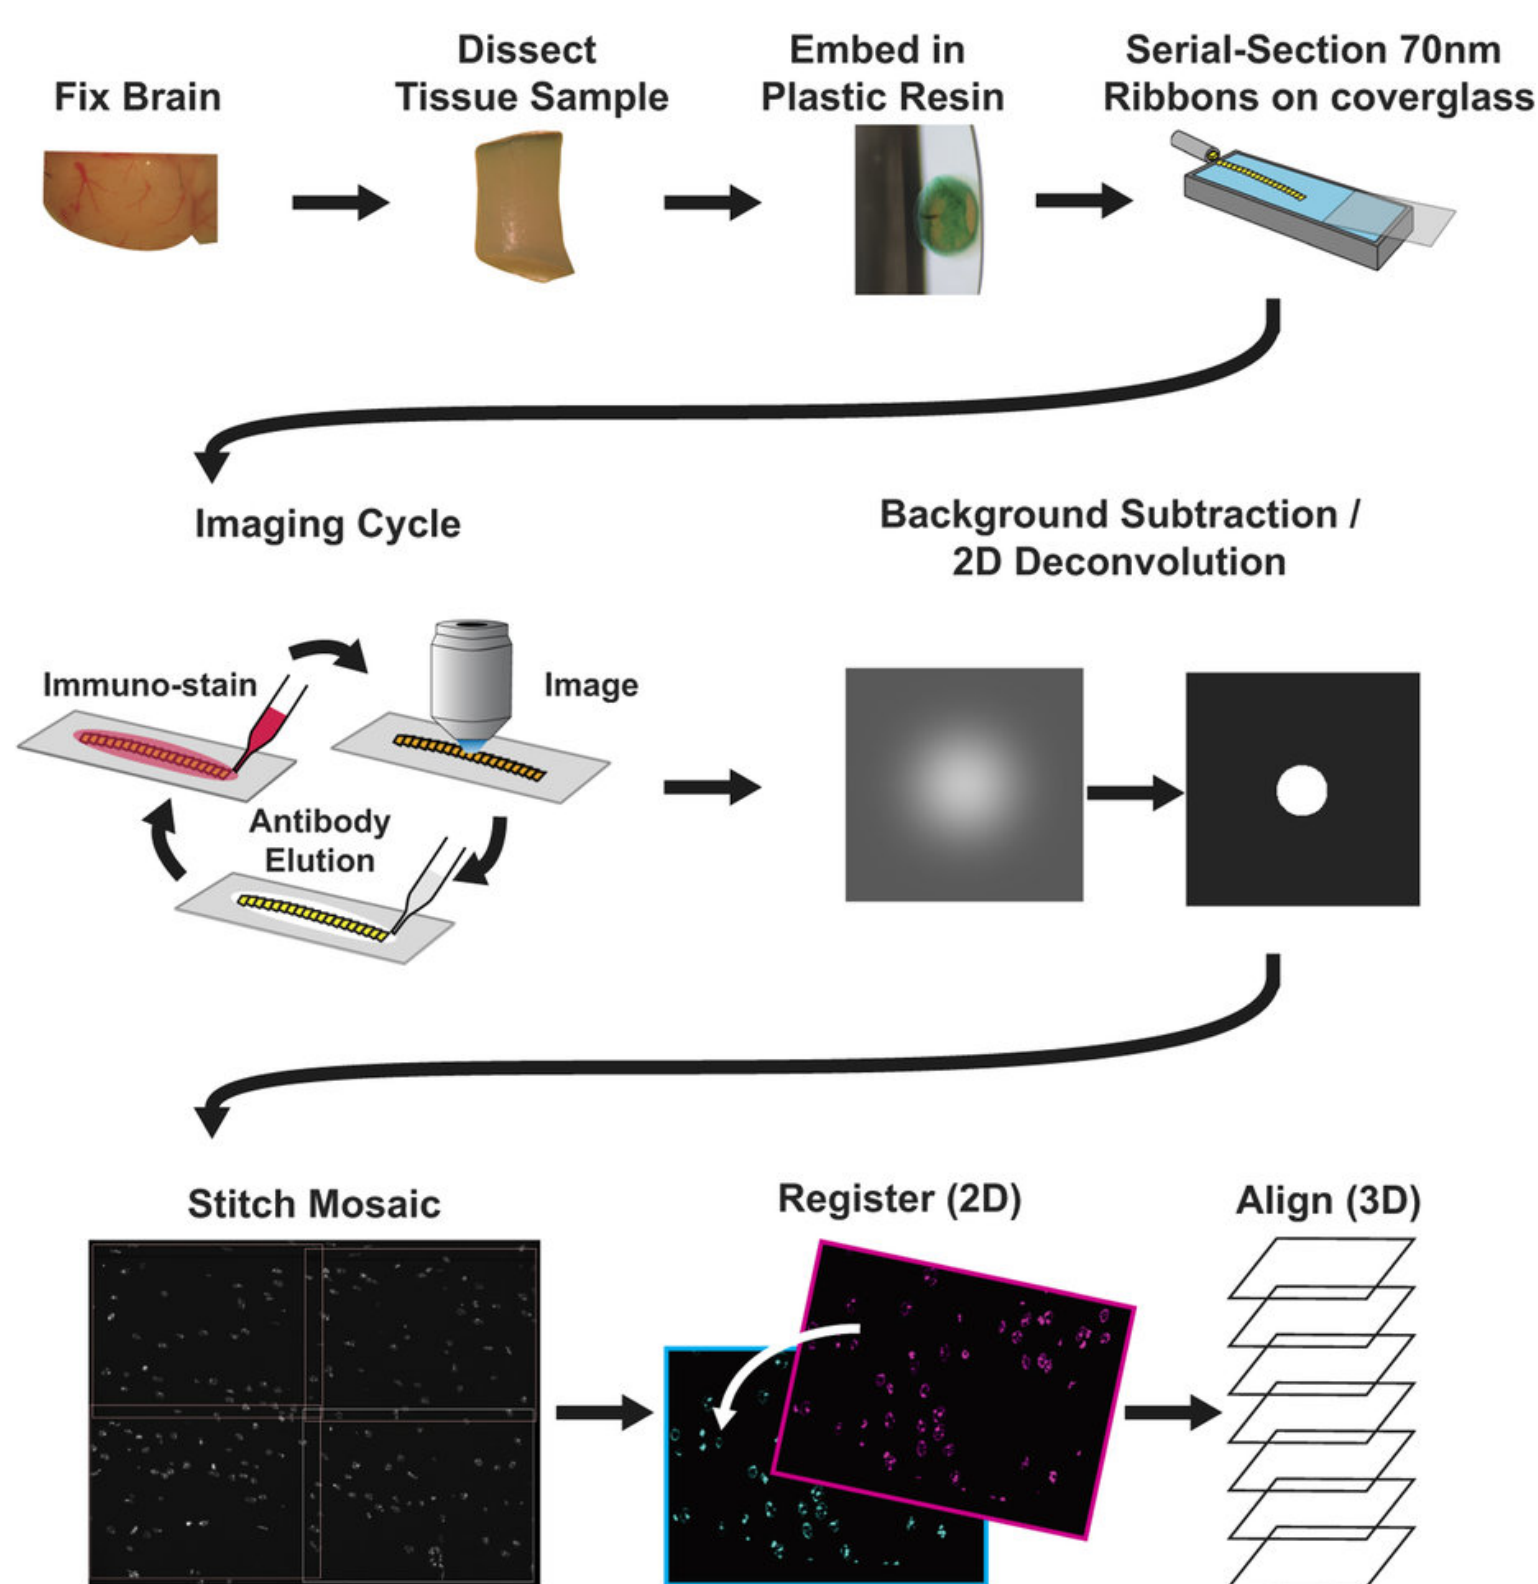 Fix Brain
Dissect
Tissue Sample
Embed in
Plastic Resin
Serial-Section 70nm
Ribbons on coverglass
Imaging Cycle
Immuno-stain
Image
Antibody
Elution
Background Subtraction /
2D Deconvolution
Stitch Mosaic
Register (2D)
Align (3D)